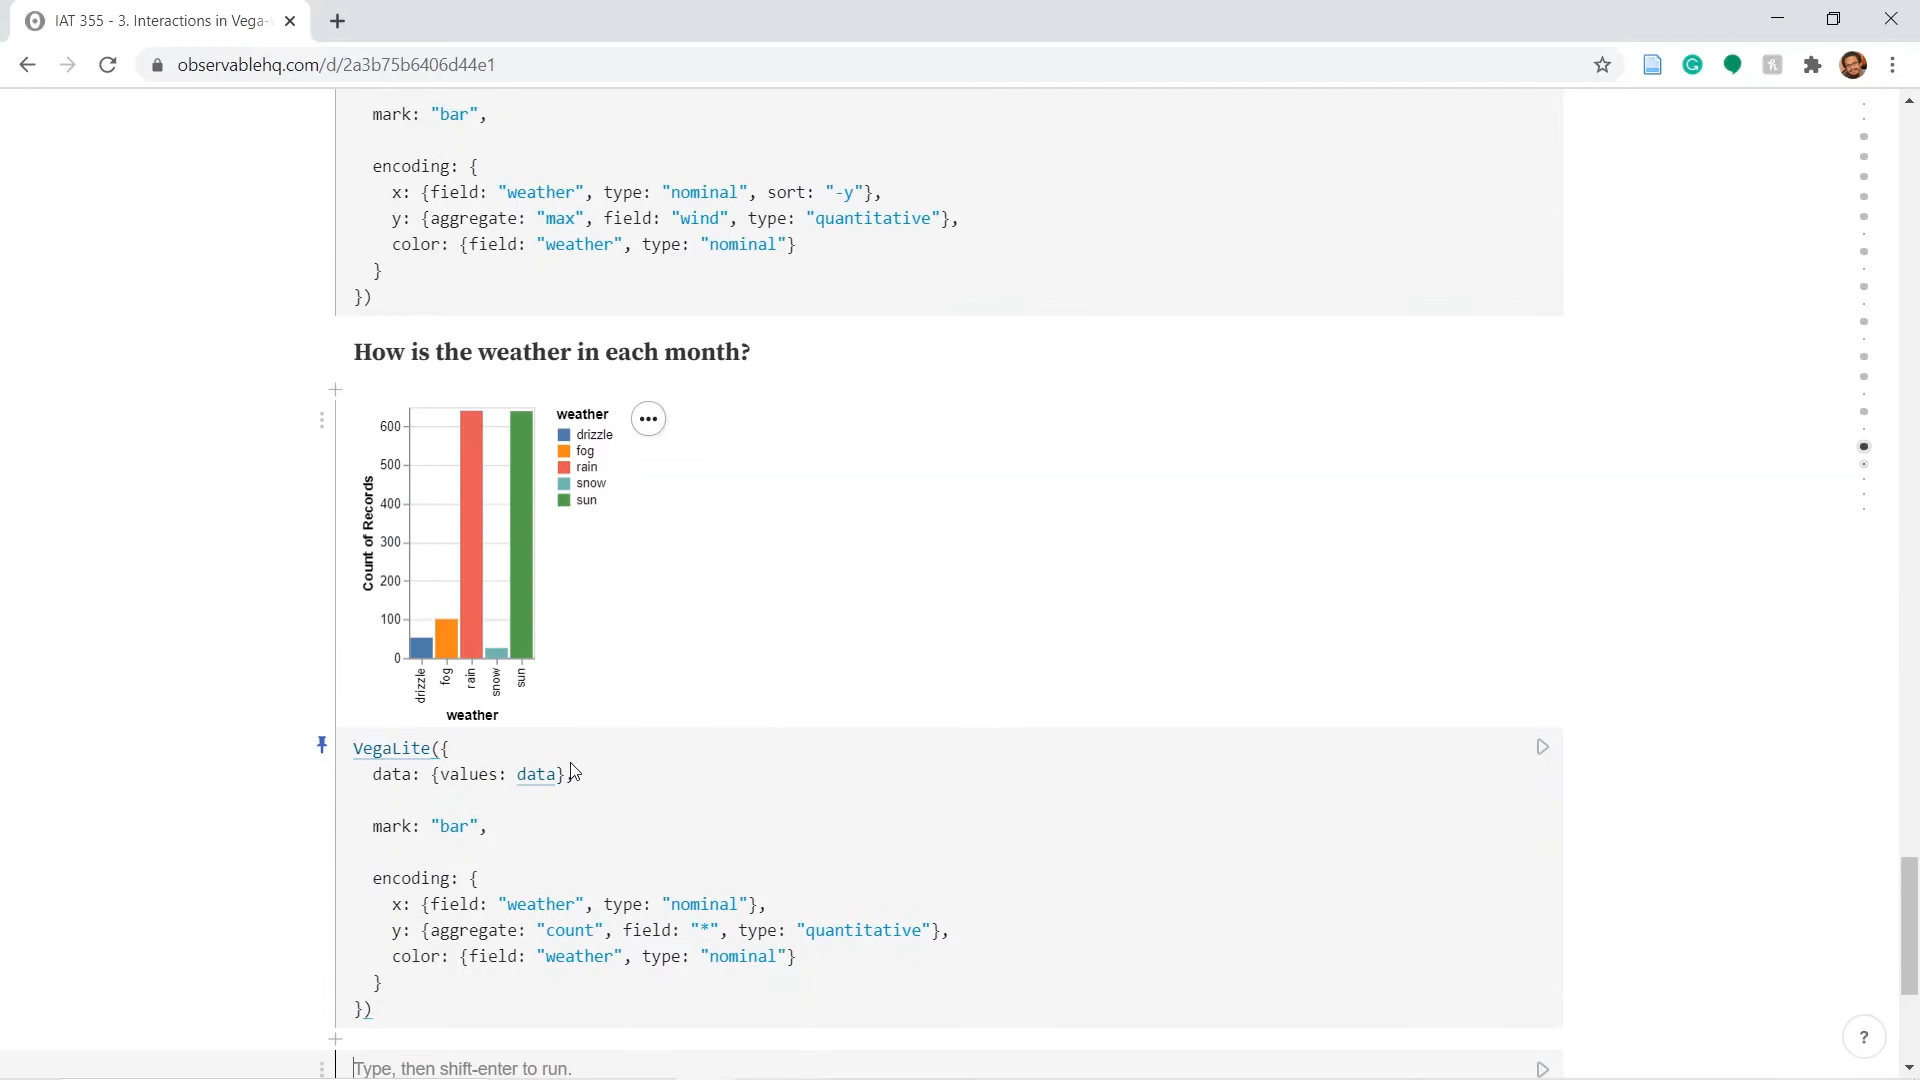 IAT 355 - 3. Interactions in Vega-
observablehq.com/d/2a3b75b6406d44e1
mark: "bar",
encoding: {
x: {field: "weather", type: "nominal", sort: "-y"},
y: {aggregate: "max", field: "wind", type: "quantitative"},
color: {field: "weather", type: "nominal"}
}
})
How is the weather in each month?
600
500
400
300
200
100
0
Count of Records
drizzle
fog
rain
snow
sun
weather
weather
drizzle
fog
rain
snow
sun
VegaLite({
data: {values: data},
mark: "bar",
encoding: {
x: {field: "weather", type: "nominal"},
y: {aggregate: "count", field: "*", type: "quantitative"},
color: {field: "weather", type: "nominal"}
}
})
Type, then shift-enter to run.
?